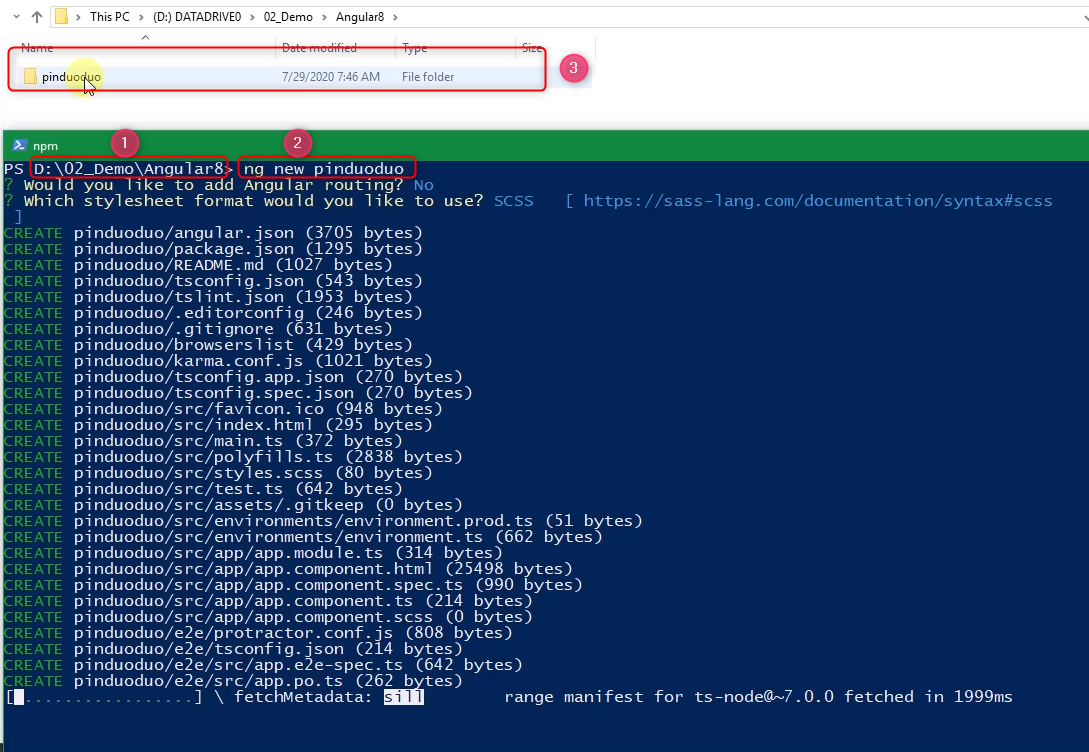 This PC > (D:) DATADRIVE0 > 02_Demo > Angular8 >
Name Date modified Type Size
pinduoduo 7/29/2020 7:46 AM File folder
3
npm
1
2
PS D:\02_Demo\Angular8> ng new pinduoduo
? Would you like to add Angular routing? No
? Which stylesheet format would you like to use? SCSS [ https://sass-lang.com/documentation/syntax#scss
]
CREATE pinduoduo/angular.json (3705 bytes)
CREATE pinduoduo/package.json (1295 bytes)
CREATE pinduoduo/README.md (1027 bytes)
CREATE pinduoduo/tsconfig.json (543 bytes)
CREATE pinduoduo/tslint.json (1953 bytes)
CREATE pinduoduo/.editorconfig (246 bytes)
CREATE pinduoduo/.gitignore (631 bytes)
CREATE pinduoduo/browserslist (429 bytes)
CREATE pinduoduo/karma.conf.js (1021 bytes)
CREATE pinduoduo/tsconfig.app.json (270 bytes)
CREATE pinduoduo/tsconfig.spec.json (270 bytes)
CREATE pinduoduo/src/favicon.ico (948 bytes)
CREATE pinduoduo/src/index.html (295 bytes)
CREATE pinduoduo/src/main.ts (372 bytes)
CREATE pinduoduo/src/polyfills.ts (2838 bytes)
CREATE pinduoduo/src/styles.scss (80 bytes)
CREATE pinduoduo/src/test.ts (642 bytes)
CREATE pinduoduo/src/assets/.gitkeep (0 bytes)
CREATE pinduoduo/src/environments/environment.prod.ts (51 bytes)
CREATE pinduoduo/src/environments/environment.ts (662 bytes)
CREATE pinduoduo/src/app/app.module.ts (314 bytes)
CREATE pinduoduo/src/app/app.component.html (25498 bytes)
CREATE pinduoduo/src/app/app.component.spec.ts (990 bytes)
CREATE pinduoduo/src/app/app.component.ts (214 bytes)
CREATE pinduoduo/src/app/app.component.scss (0 bytes)
CREATE pinduoduo/e2e/protractor.conf.js (808 bytes)
CREATE pinduoduo/e2e/tsconfig.json (214 bytes)
CREATE pinduoduo/e2e/src/app.e2e-spec.ts (642 bytes)
CREATE pinduoduo/e2e/src/app.po.ts (262 bytes)
[ .................] \ fetchMetadata: sill range manifest for ts-node@~7.0.0 fetched in 1999ms